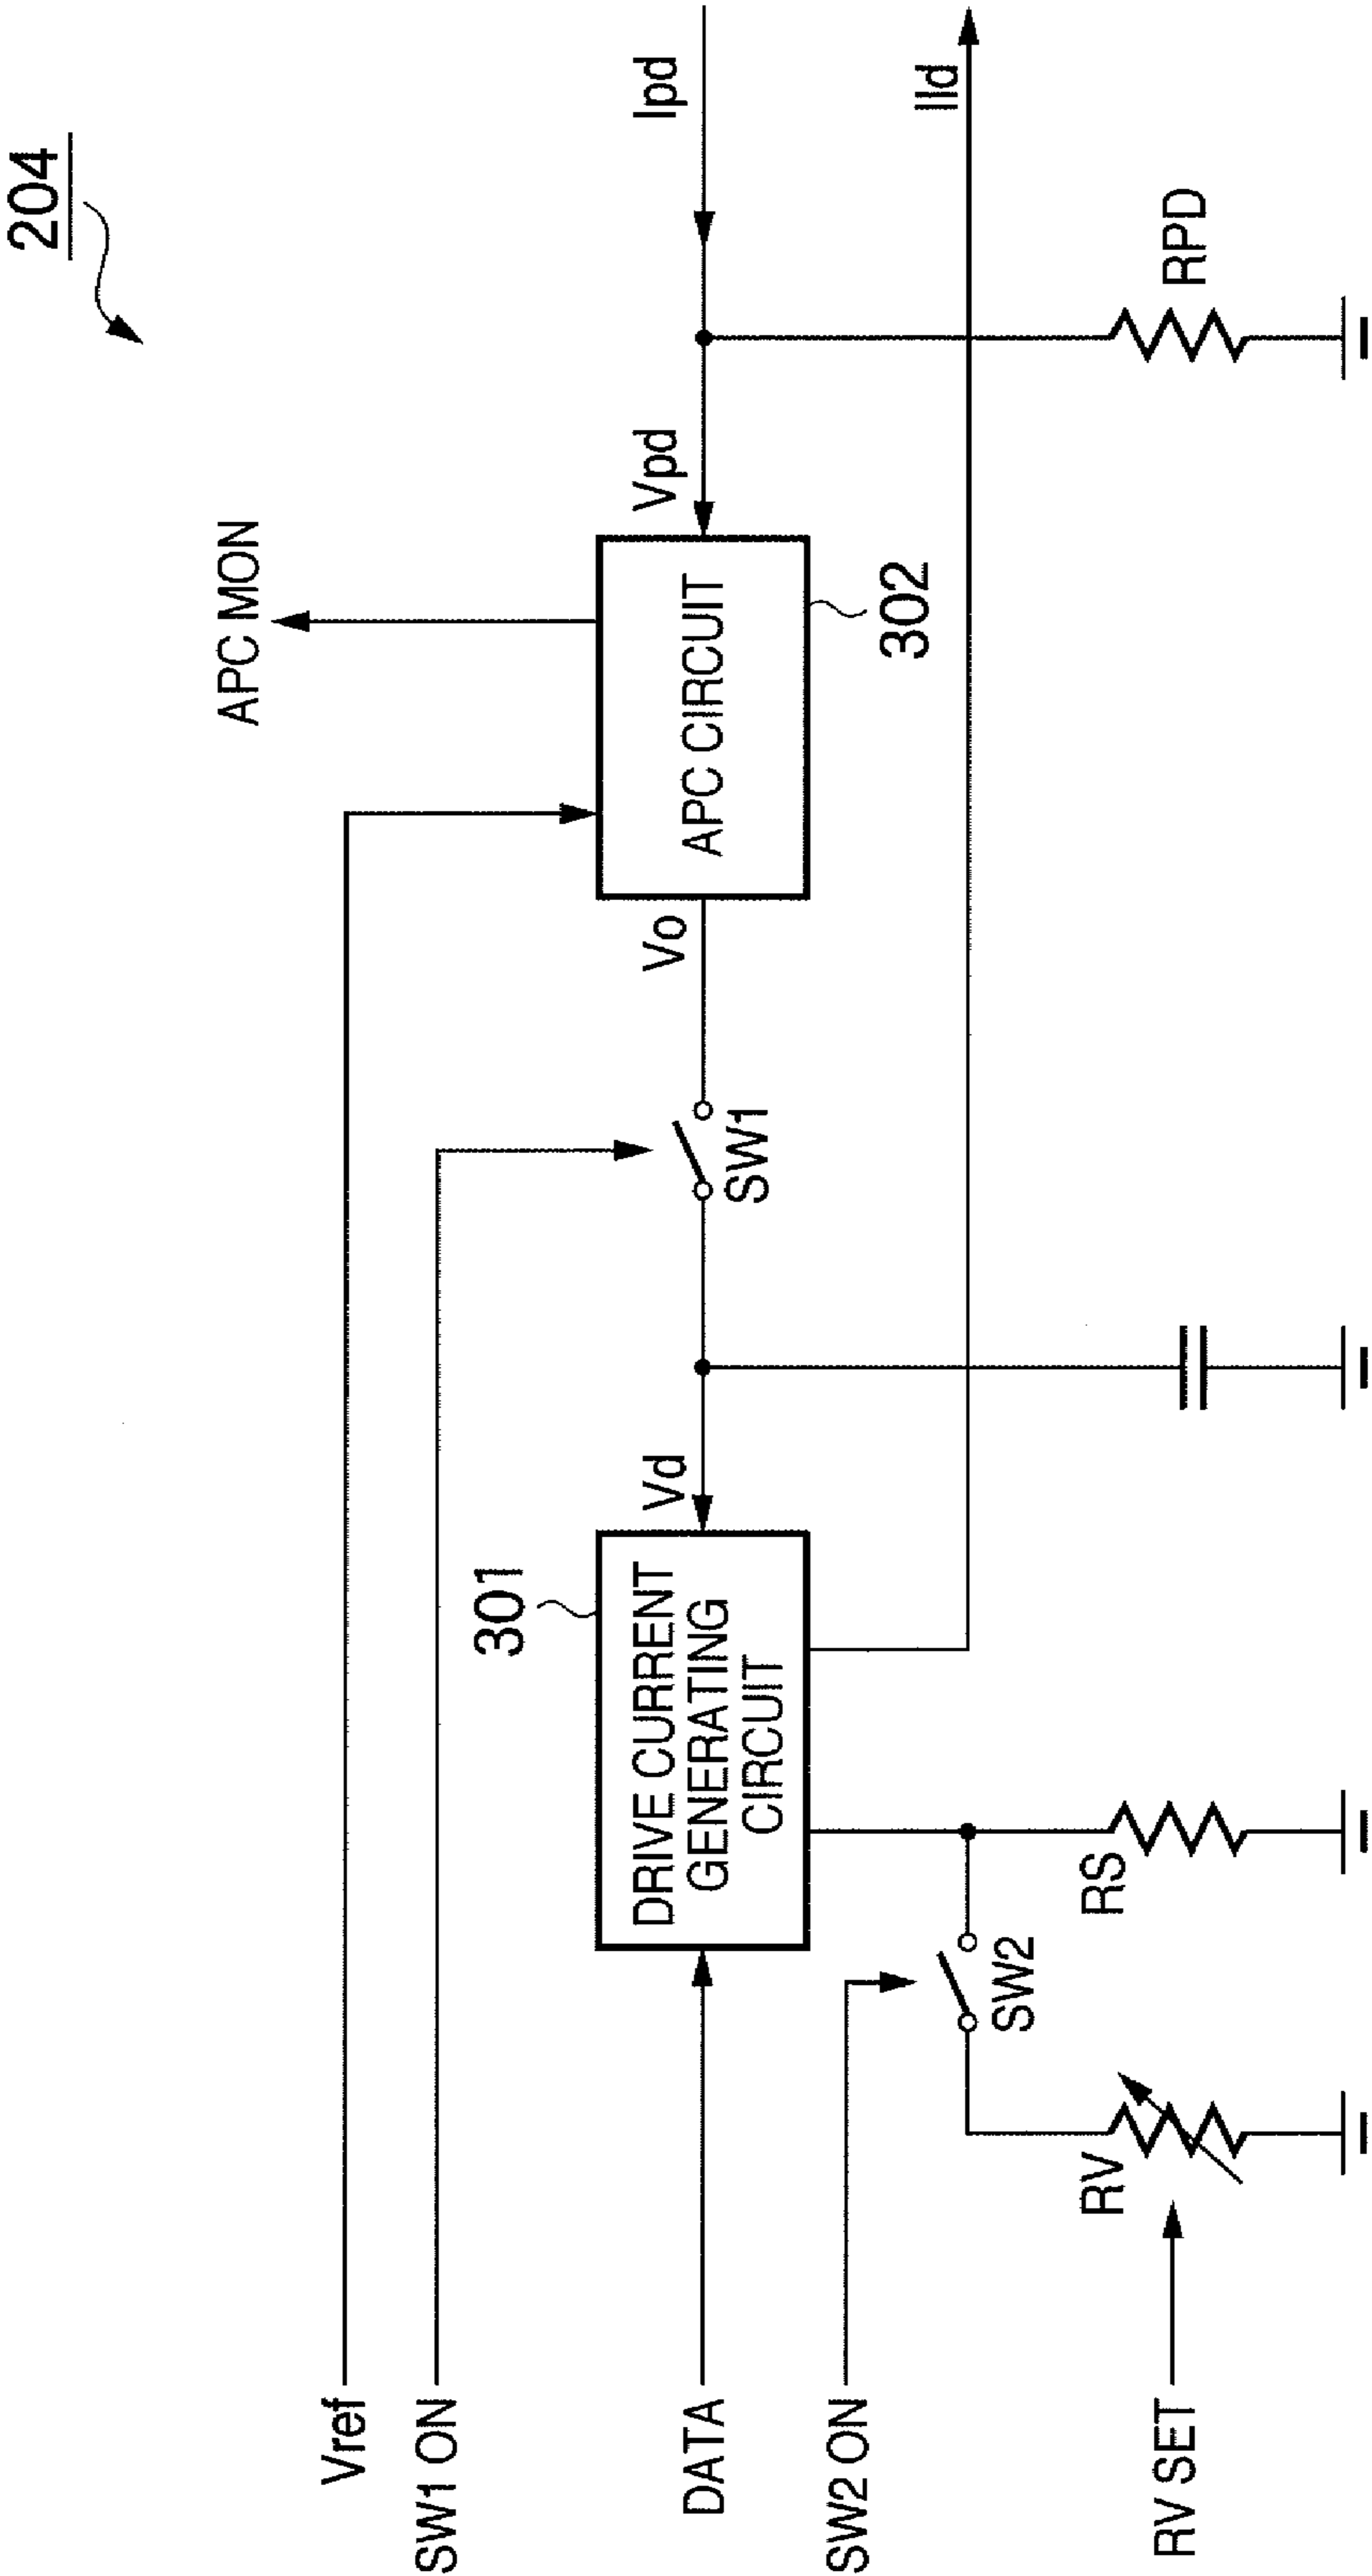 204
APC MON
Vref
SW1 ON
301
Vd
SW1
Vo
Vpd
Ipd
DATA
DRIVE CURRENT
GENERATING
CIRCUIT
APC CIRCUIT
302
SW2 ON
SW2
Ild
RV SET
RV
RS
RPD